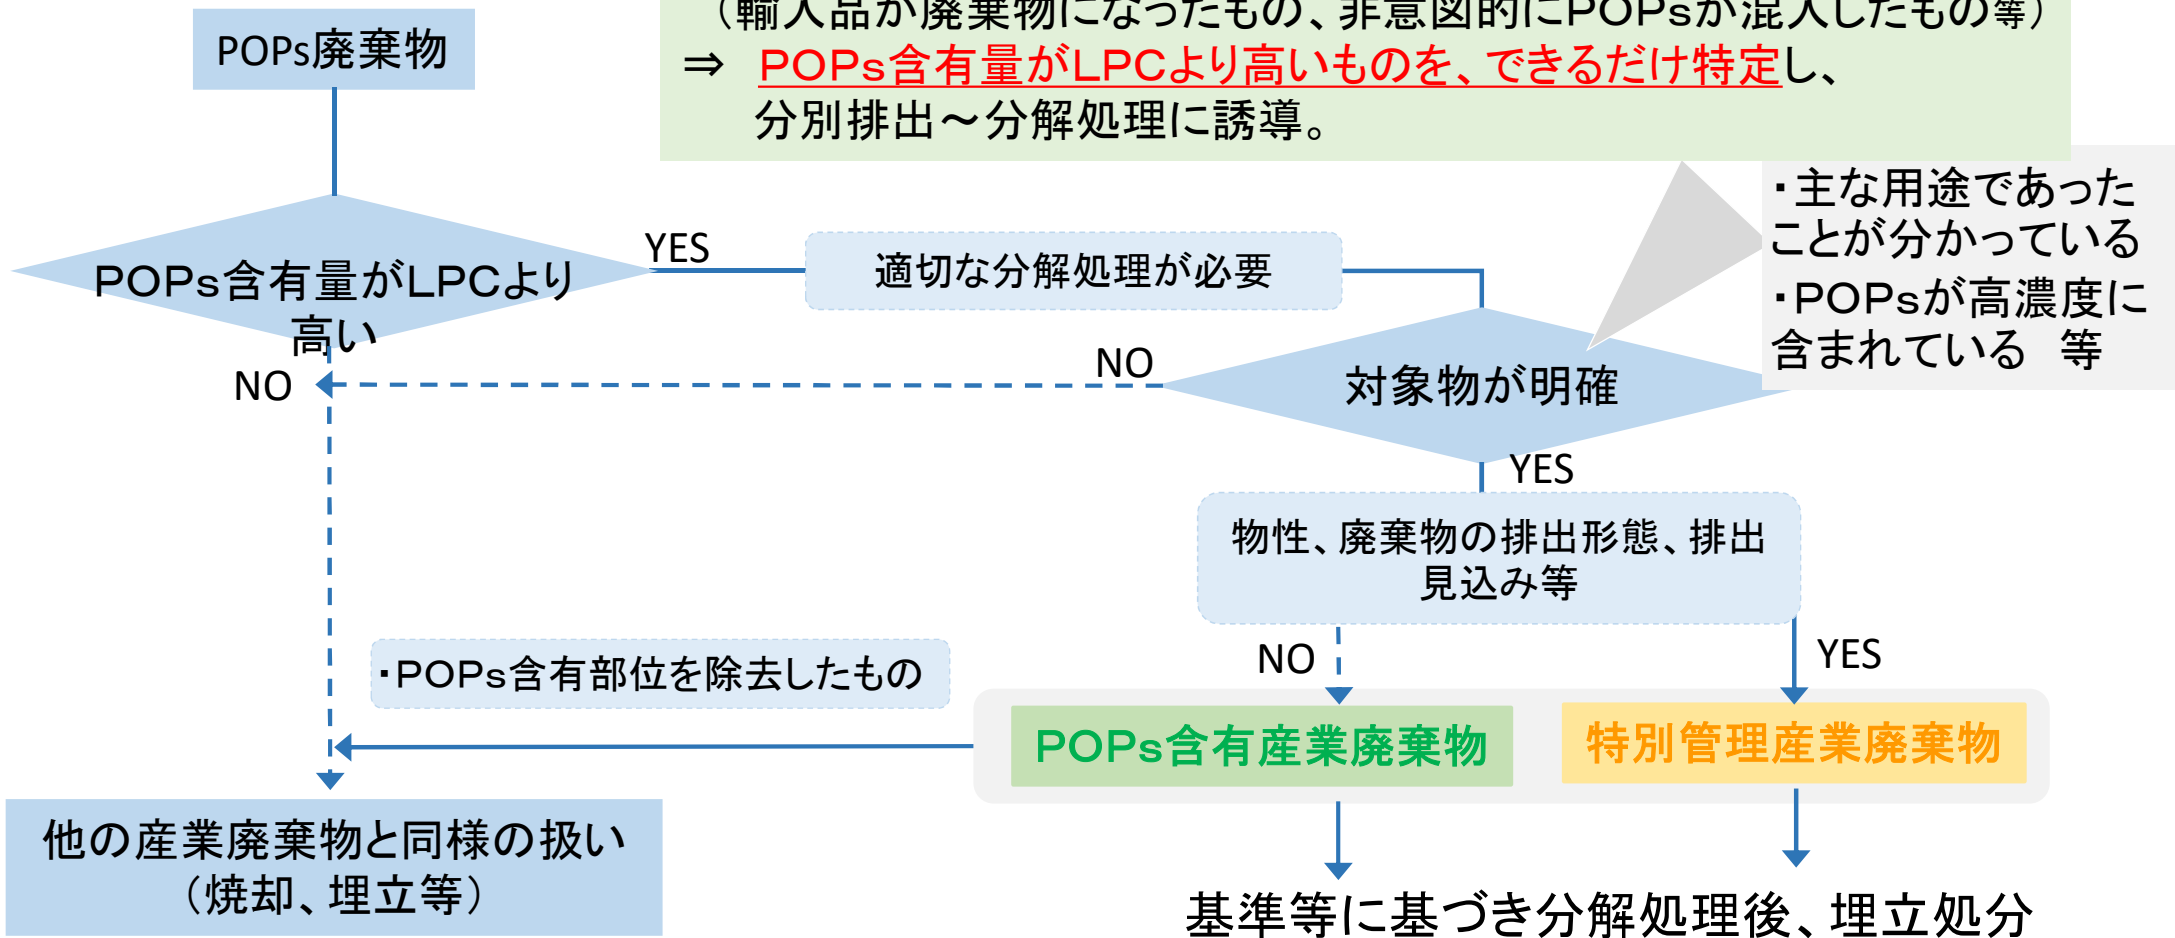 （輸入品が廃棄物になったもの、非意図的にPOPsが混入したもの等）
⇒　POPs含有量がLPCより高いものを、できるだけ特定し、
分別排出～分解処理に誘導。
POPs廃棄物
・主な用途であった
ことが分かっている
・POPsが高濃度に
含まれている　等
POPs含有量がLPCより
高い
YES
適切な分解処理が必要
NO
NO
対象物が明確
YES
物性、廃棄物の排出形態、排出
見込み等
NO
YES
・POPs含有部位を除去したもの
POPs含有産業廃棄物
特別管理産業廃棄物
他の産業廃棄物と同様の扱い
（焼却、埋立等）
基準等に基づき分解処理後、埋立処分